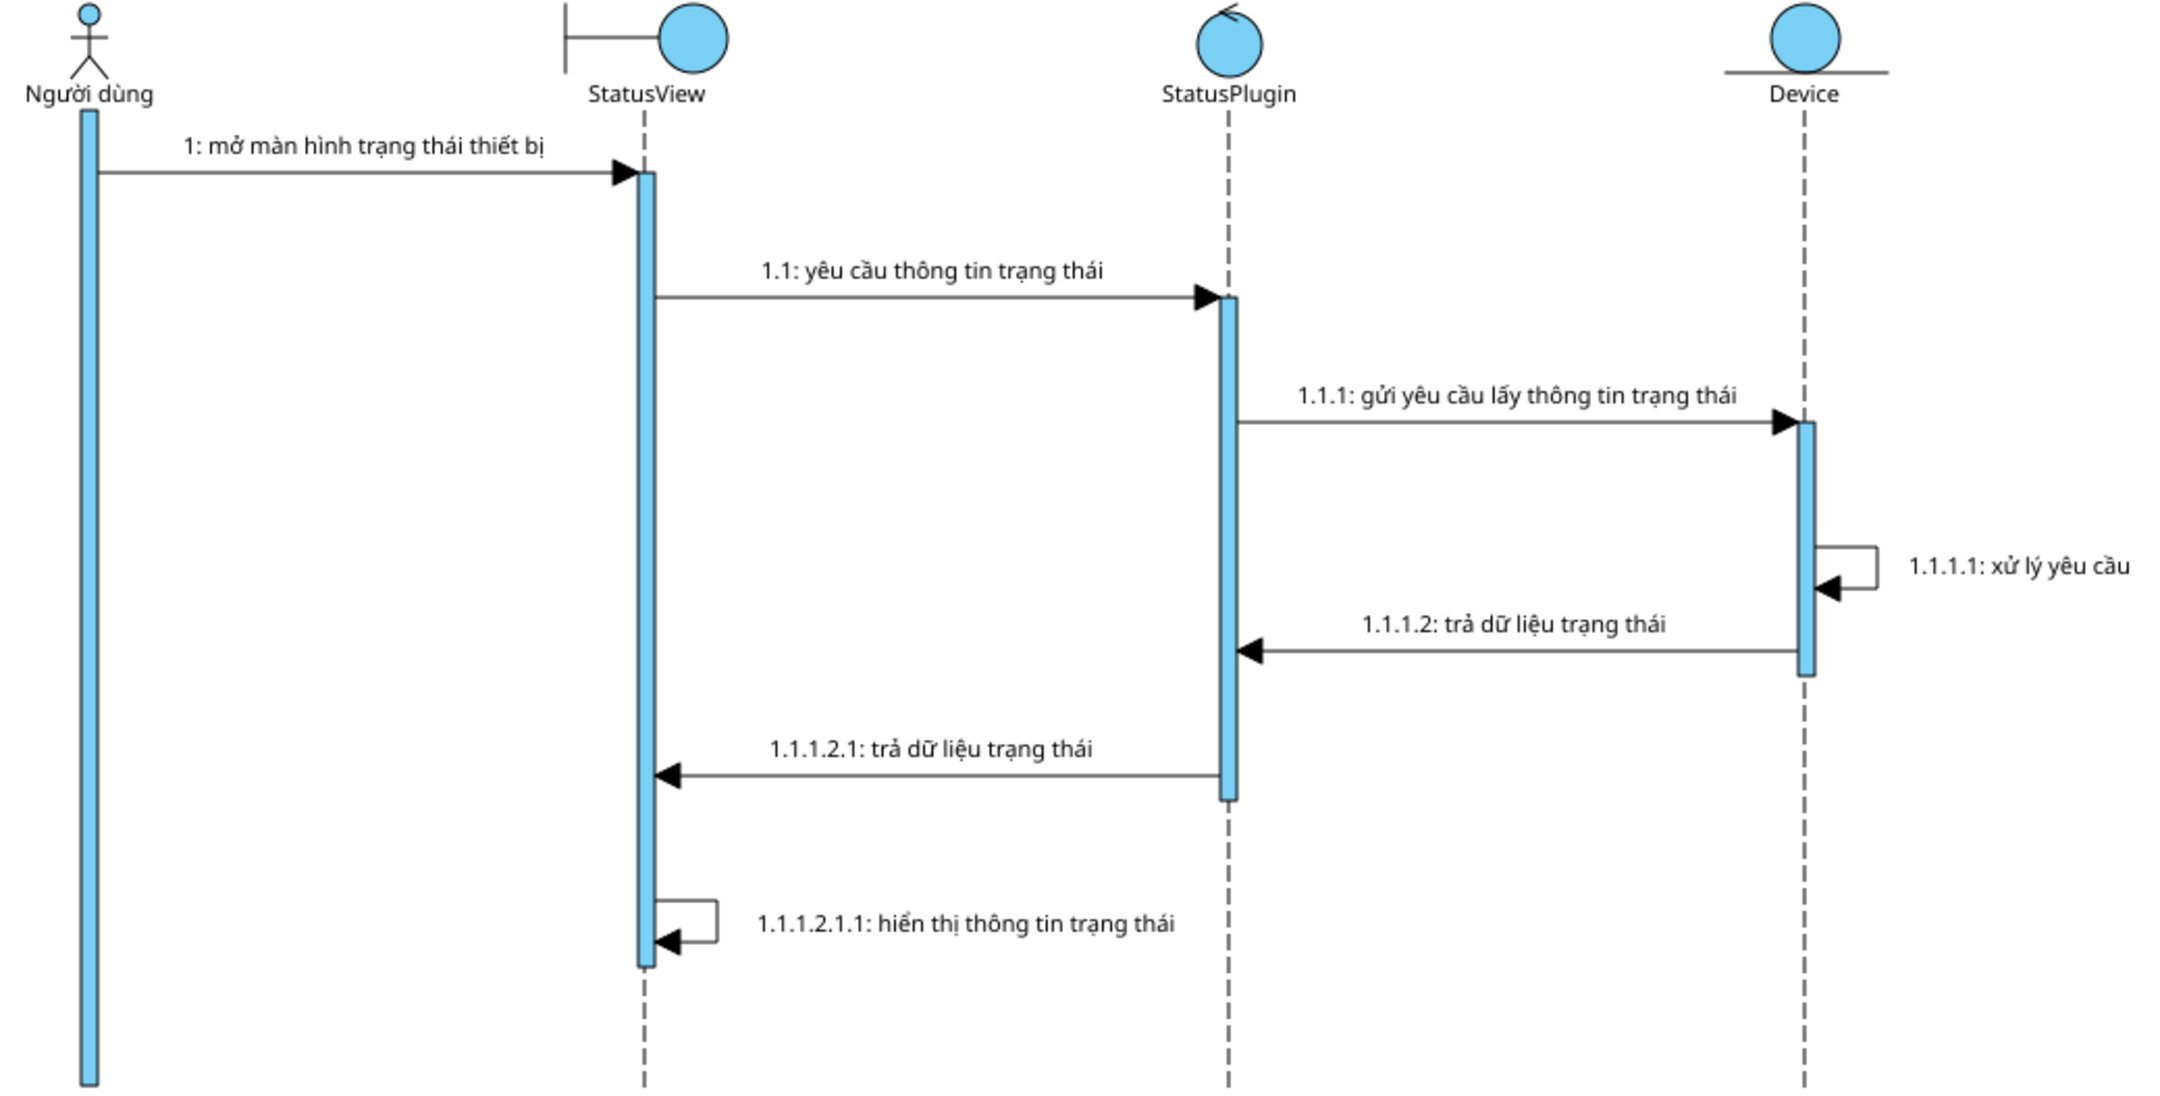 Người dùng
StatusView
StatusPlugin
Device
1: mở màn hình trạng thái thiết bị
1.1: yêu cầu thông tin trạng thái
1.1.1: gửi yêu cầu lấy thông tin trạng thái
1.1.1.1: xử lý yêu cầu
1.1.1.2: trả dữ liệu trạng thái
1.1.1.2.1: trả dữ liệu trạng thái
1.1.1.2.1.1: hiển thị thông tin trạng thái